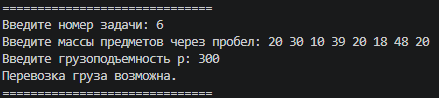 ==============================
Введите номер задачи: 6
Введите массы предметов через пробел: 20 30 10 39 20 18 48 20
Введите грузоподъемность p: 300
Перевозка груза возможна.
==============================